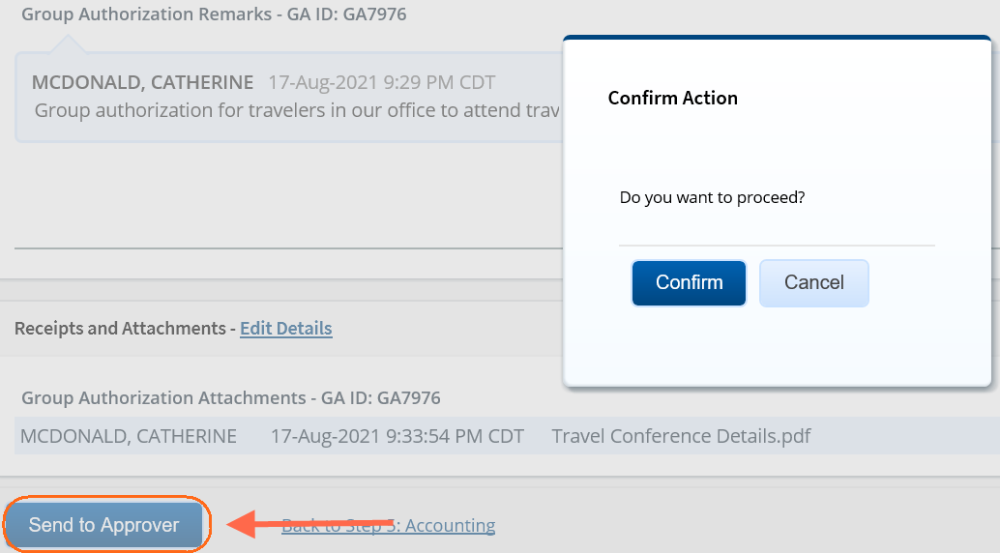 Group Authorization Remarks - GA ID: GA7976
MCDONALD, CATHERINE 17-Aug-2021 9:29 PM CDT
Group authorization for travelers in our office to attend trav
Confirm Action
Do you want to proceed?
Confirm Cancel
Receipts and Attachments - Edit Details
Group Authorization Attachments - GA ID: GA7976
MCDONALD, CATHERINE 17-Aug-2021 9:33:54 PM CDT Travel Conference Details.pdf
Send to Approver Back to Step 5: Accounting